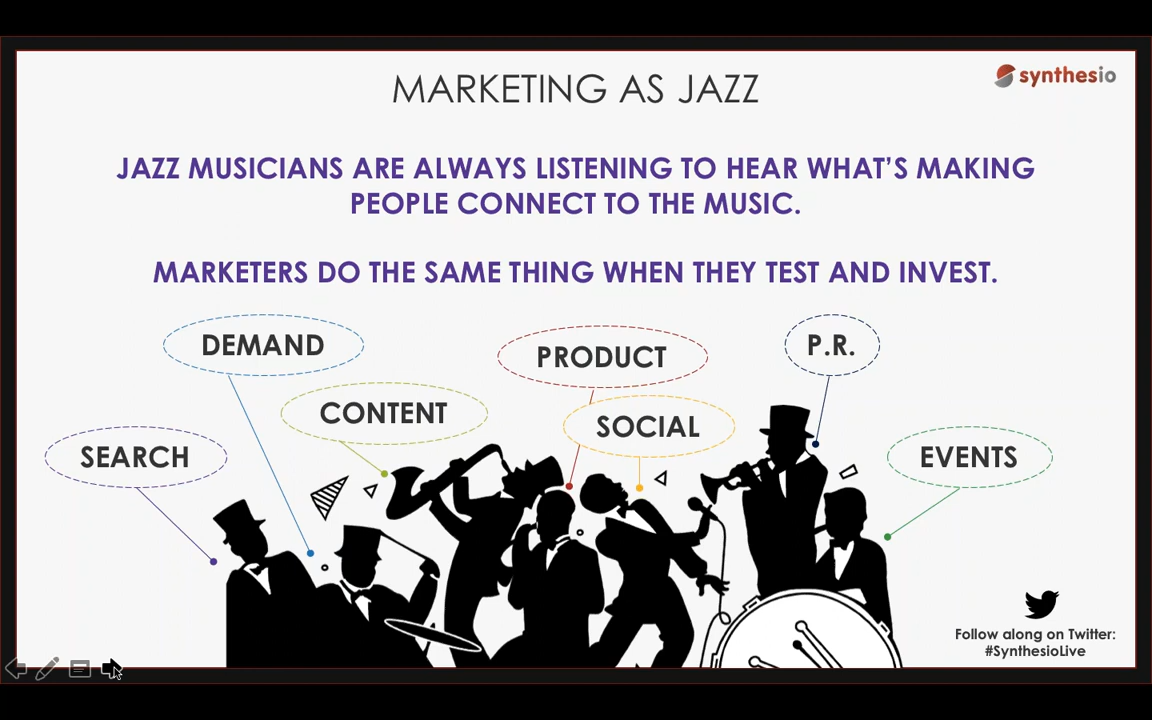 MARKETING AS JAZZ
synthesio
JAZZ MUSICIANS ARE ALWAYS LISTENING TO HEAR WHAT’S MAKING
PEOPLE CONNECT TO THE MUSIC.
MARKETERS DO THE SAME THING WHEN THEY TEST AND INVEST.
DEMAND
PRODUCT
P.R.
CONTENT
SOCIAL
SEARCH
EVENTS
Follow along on Twitter:
#SynthesioLive